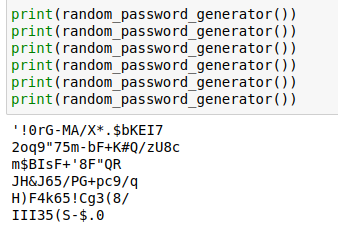 print(random_password_generator())
print(random_password_generator())
print(random_password_generator())
print(random_password_generator())
print(random_password_generator())
print(random_password_generator())
'!0rG-MA/X*.$bKEI7
2oq9"75m-bF+K#Q/zU8c
m$BIsF+'8F"QR
JH&J65/PG+pc9/q
H)F4k65!Cg3(8/
III35(S-$.0